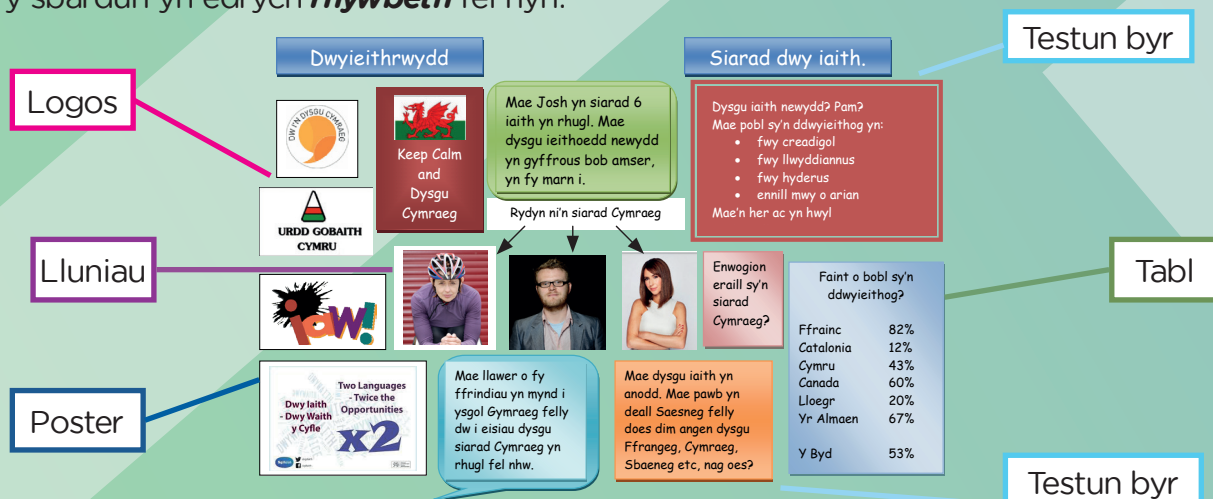 y sbardun yn edrych rhywbeth fel hyn:
Testun byr
Dwyieithrwydd
Siarad dwy iaith.
Logos
DW I'N DYSGU CYMRAEG
Keep Calm
and
Dysgu
Cymraeg
Mae Josh yn siarad 6
iaith yn rhugl. Mae
dysgu ieithoedd newydd
yn gyffrous bob amser,
yn fy marn i.
Dysgu iaith newydd? Pam?
Mae pobl sy'n ddwyieithog yn:
• fwy creadigol
• fwy llwyddiannus
• fwy hyderus
• ennill mwy o arian
Mae'n her ac yn hwyl
URDD GOBAITH
CYMRU
Rydyn ni'n siarad Cymraeg
Lluniau
Enwogion
eraill sy'n
siarad
Cymraeg?
Tabl
Faint o bobl sy'n
ddwyieithog?
Ffrainc 82%
Catalonia 12%
Cymru 43%
Canada 60%
Lloegr 20%
Yr Almaen 67%
Y Byd 53%
iaw!
Poster
Dwy Iaith
- Dwy Waith
y Cyfle
Two Languages
- Twice the
Opportunities
x2
Mae llawer o fy
ffrindiau yn mynd i
ysgol Gymraeg felly
dw i eisiau dysgu
siarad Cymraeg yn
rhugl fel nhw.
Mae dysgu iaith yn
anodd. Mae pawb yn
deall Saesneg felly
does dim angen dysgu
Ffrangeg, Cymraeg,
Sbaeneg etc, nag oes?
Testun byr